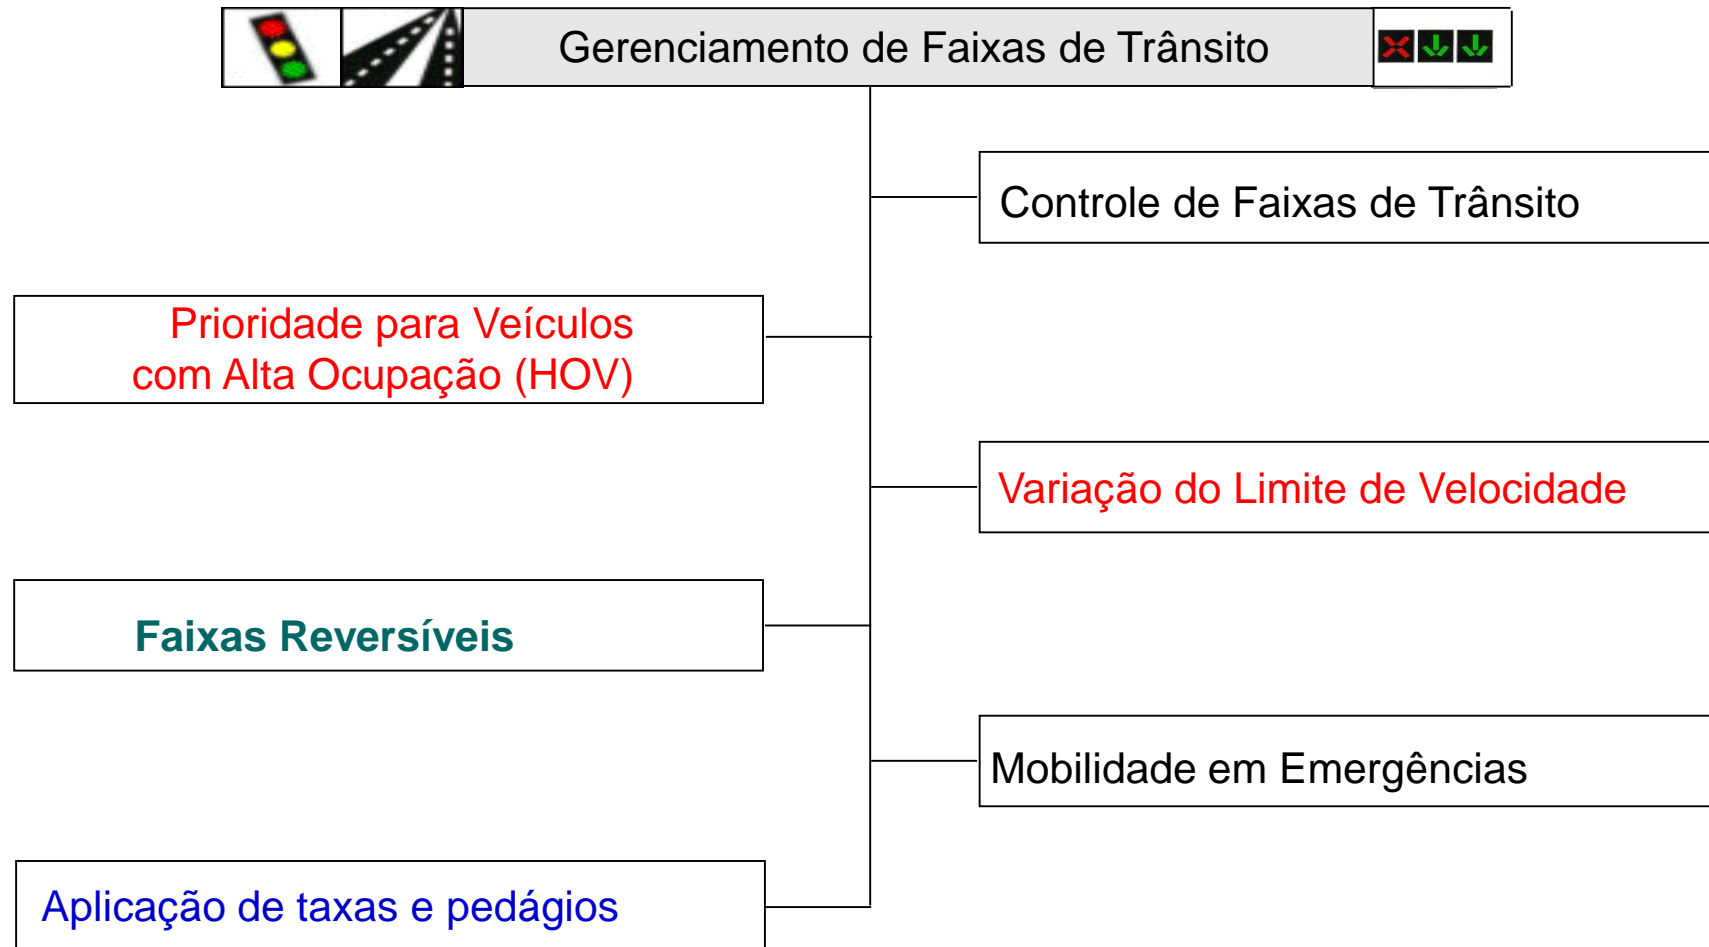 Gerenciamento de Faixas de Trânsito
Controle de Faixas de Trânsito
Prioridade para Veículos
com Alta Ocupação (HOV)
Variação do Limite de Velocidade
Faixas Reversíveis
Mobilidade em Emergências
Aplicação de taxas e pedágios